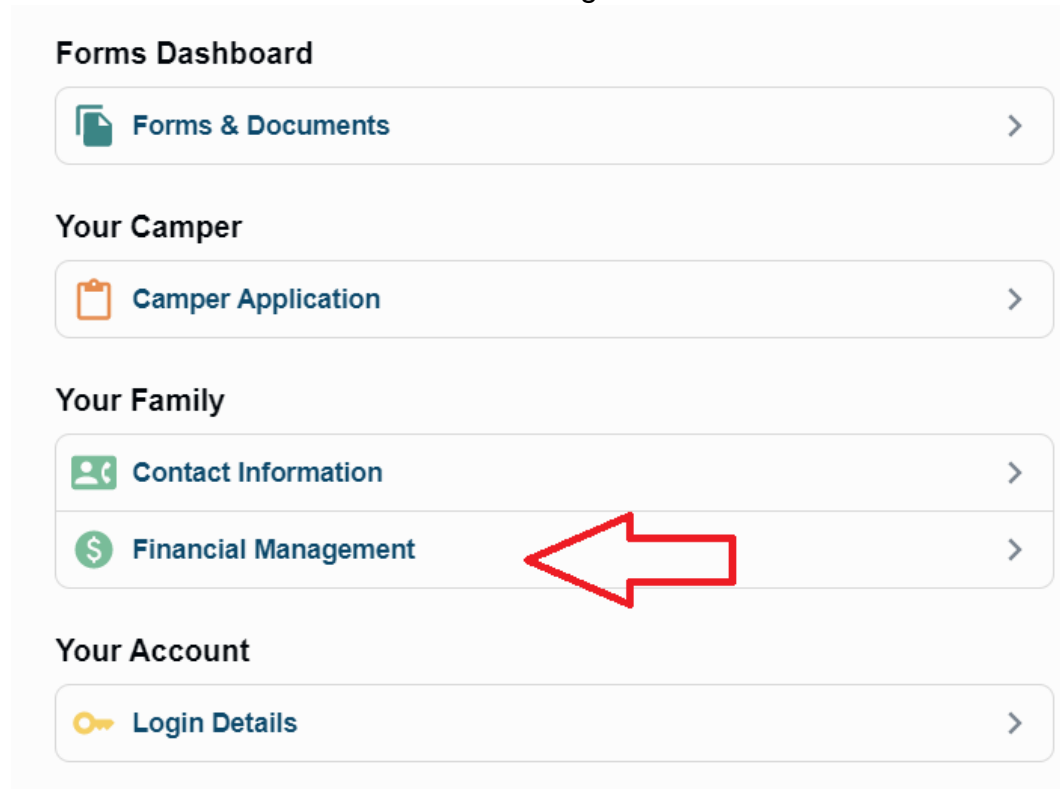 Forms Dashboard
Forms & Documents
Your Camper
Camper Application
Your Family
Contact Information
Financial Management
Your Account
Login Details